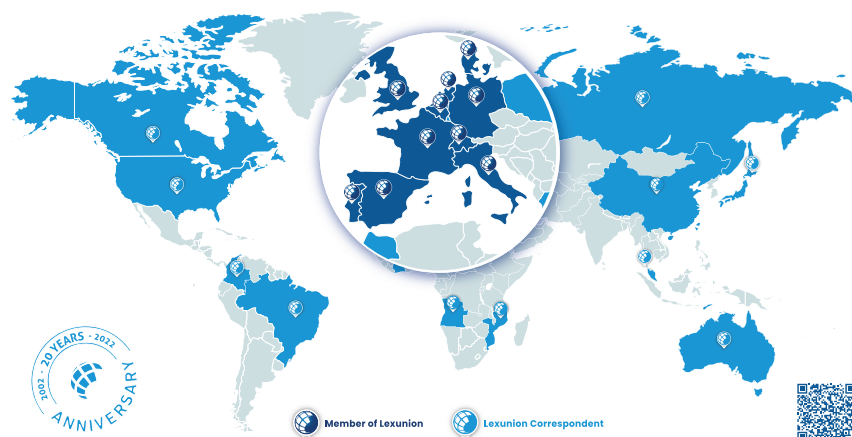 2002 · 20 YEARS · 2022
ANNIVERSARY
Member of Lexunion
Lexunion Correspondent